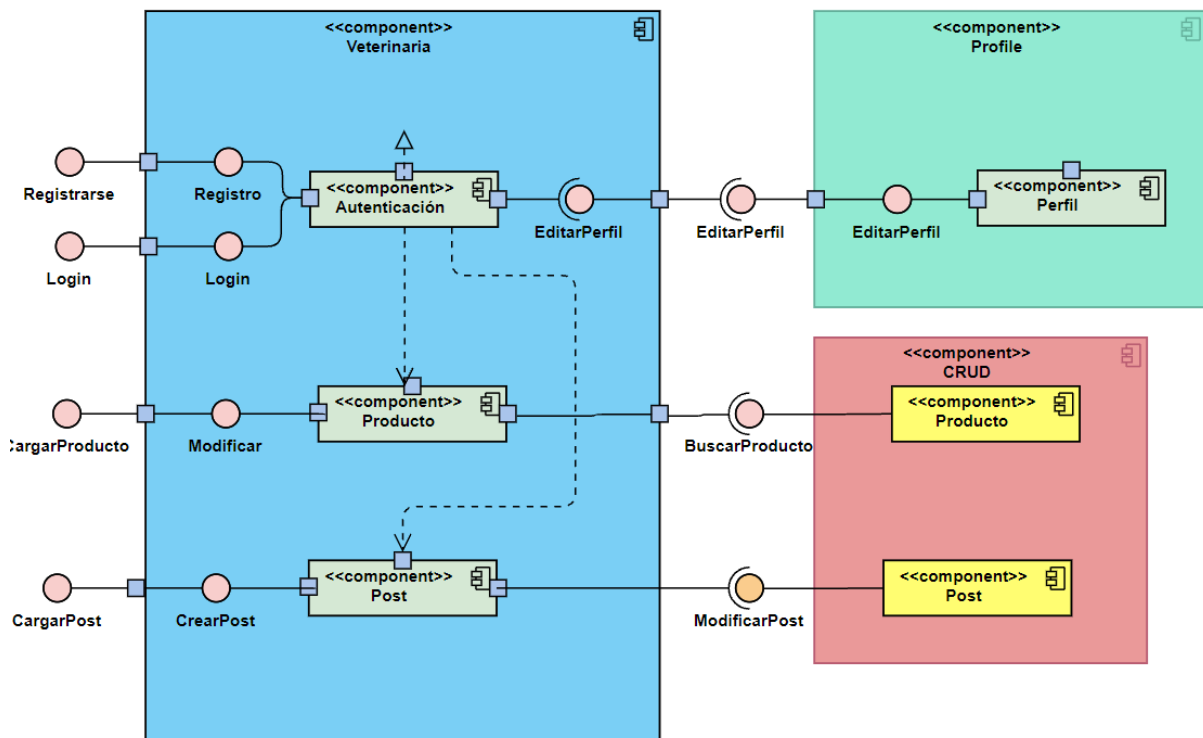 <<component>>
Veterinaria
<<component>>
Profile
Registrarse
Registro
<<component>>
Autenticación
EditarPerfil
EditarPerfil
EditarPerfil
<<component>>
Perfil
Login
Login
<<component>>
CRUD
CargarProducto
Modificar
<<component>>
Producto
BuscarProducto
<<component>>
Producto
CargarPost
CrearPost
<<component>>
Post
ModificarPost
<<component>>
Post